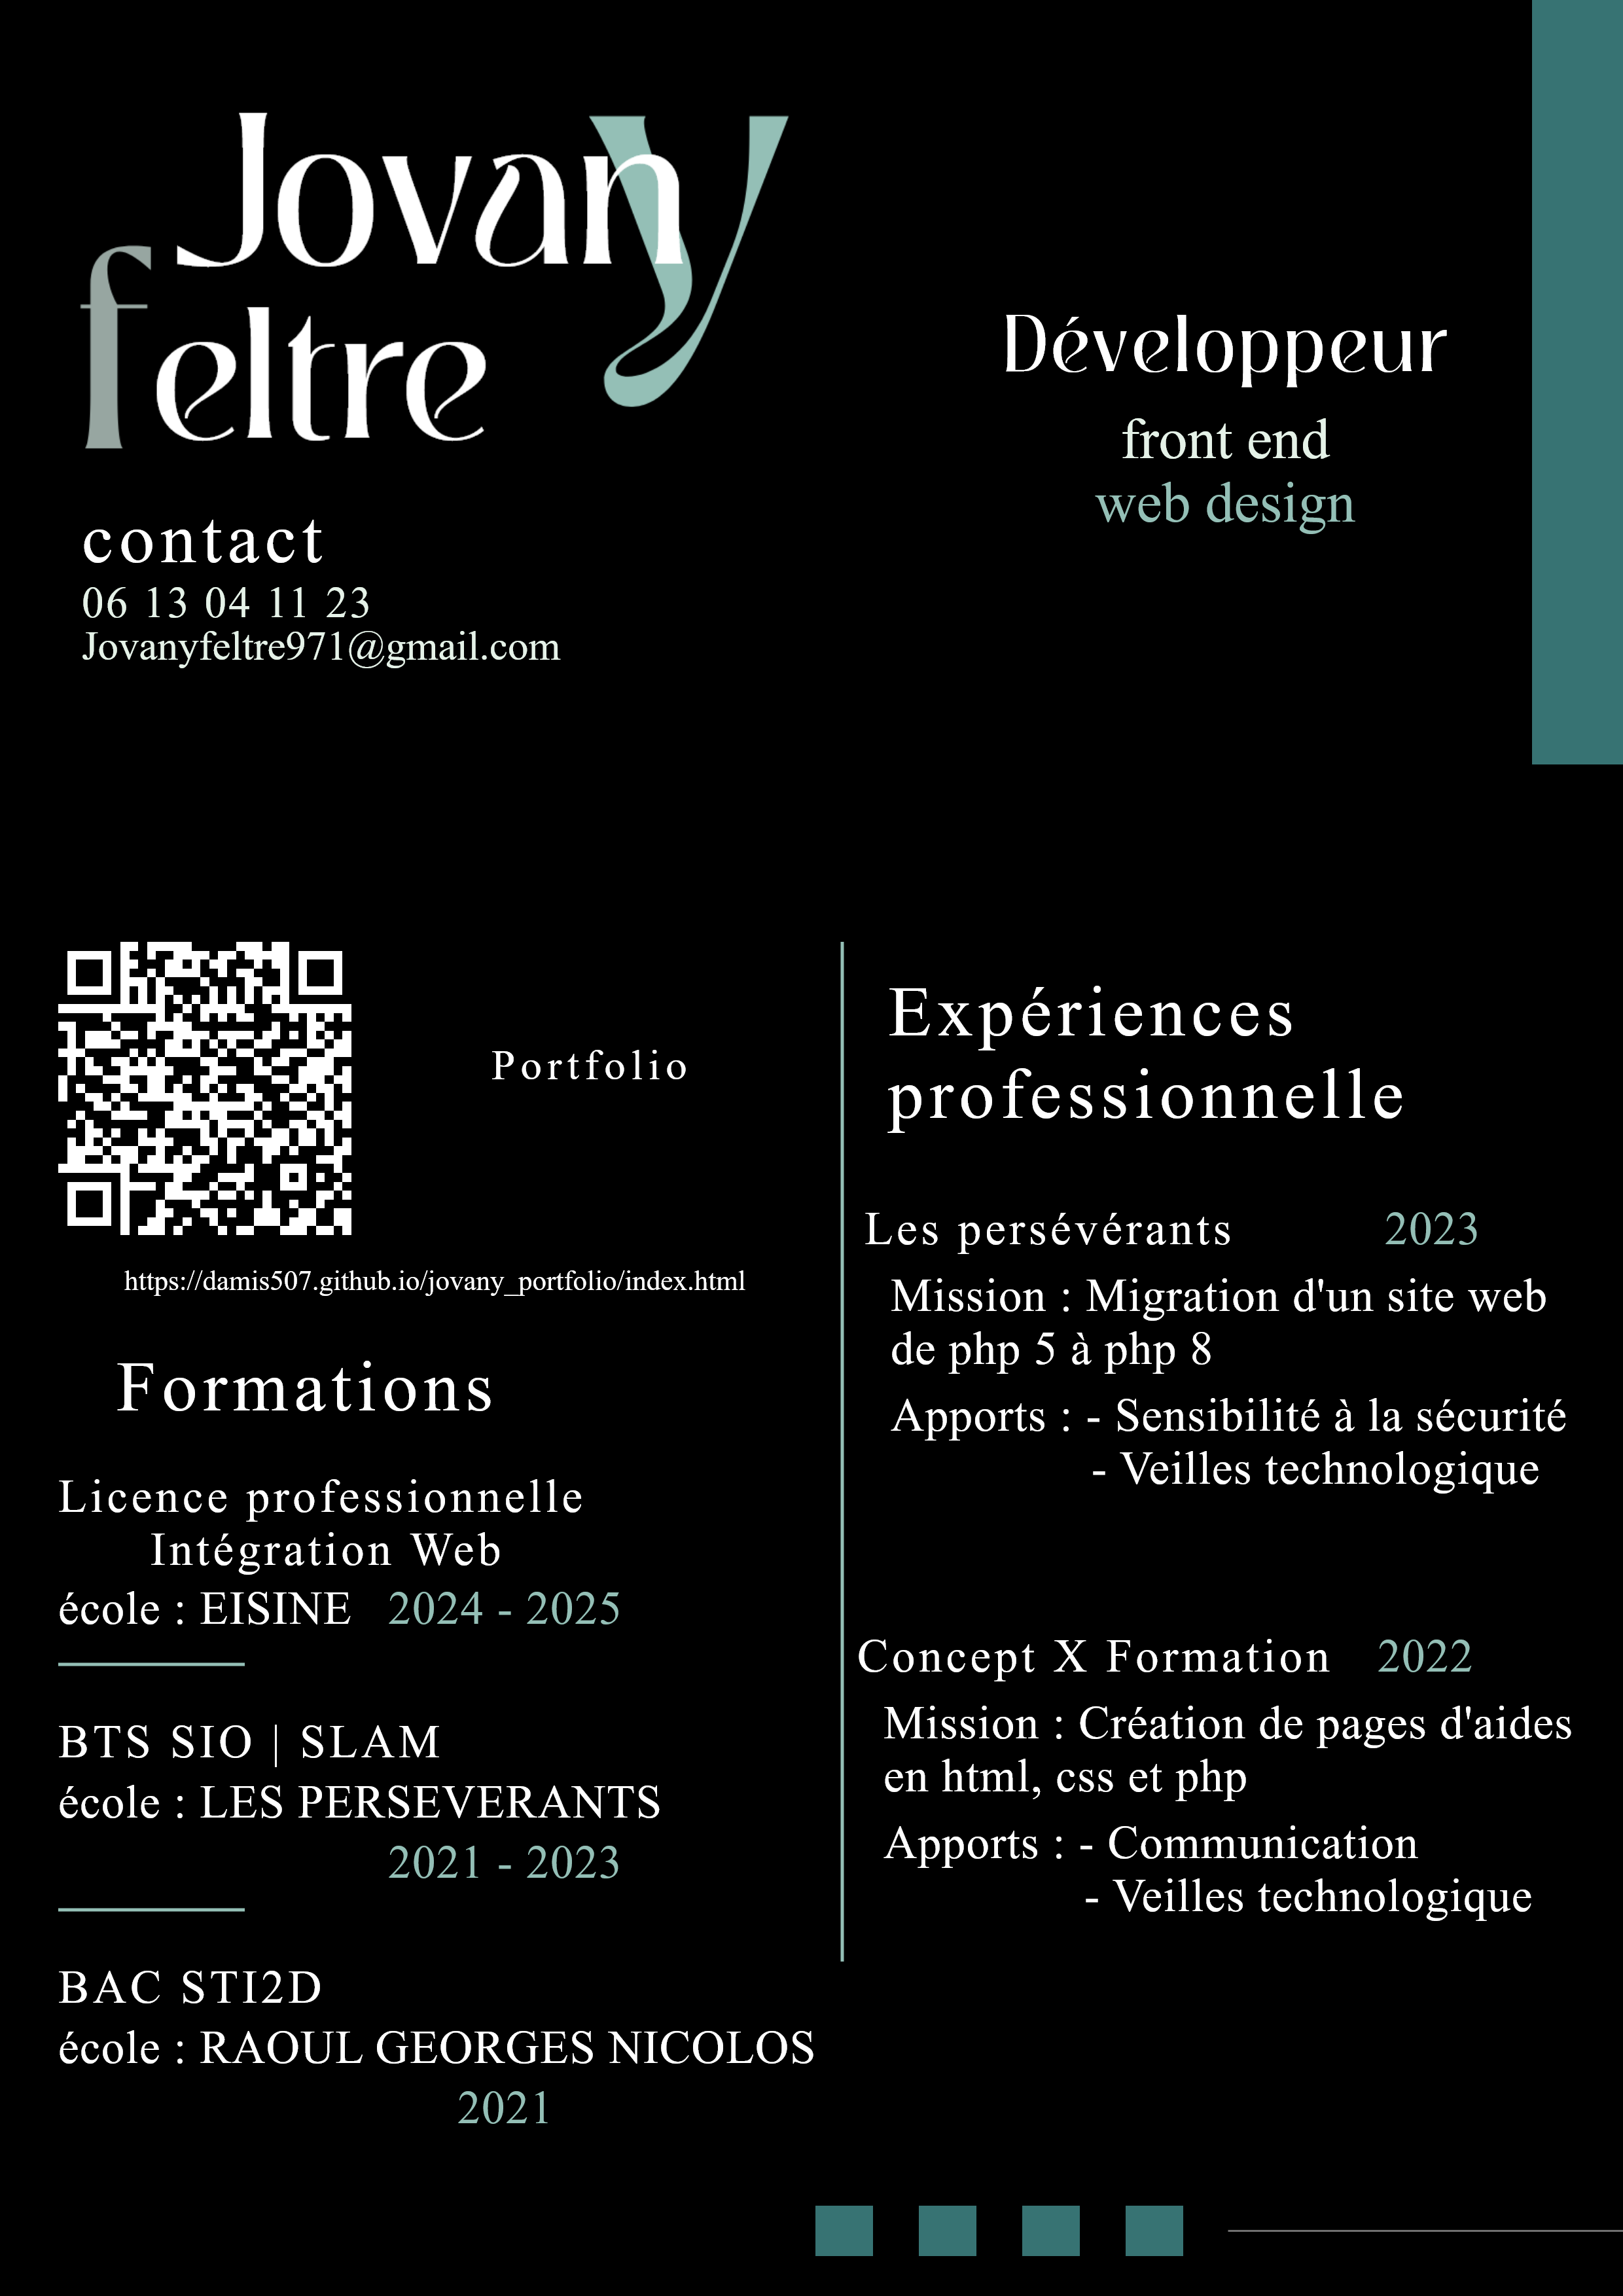 Jovany
feltre
Développeur
front end
web design
contact
06 13 04 11 23
Jovanyfeltre971@gmail.com
Portfolio
https://damis507.github.io/jovany_portfolio/index.html
Formations
Licence professionnelle
Intégration Web
école : EISINE 2024 - 2025
BTS SIO | SLAM
école : LES PERSEVERANTS
2021 - 2023
BAC STI2D
école : RAOUL GEORGES NICOLOS
2021
Expériences
professionnelle
Les persévérants 2023
Mission : Migration d'un site web
de php 5 à php 8
Apports : - Sensibilité à la sécurité
- Veilles technologique
Concept X Formation 2022
Mission : Création de pages d'aides
en html, css et php
Apports : - Communication
- Veilles technologique